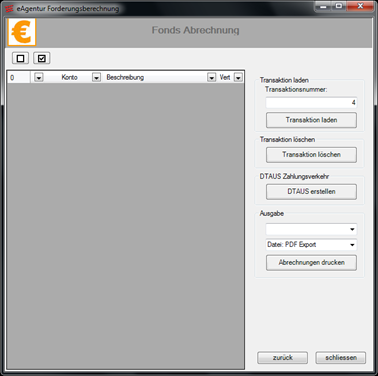 eAgentur Forderungsberechnung
€
Fonds Abrechnung
0 Konto Beschreibung Vert
Transaktion laden
Transaktionsnummer:
4
Transaktion laden
Transaktion löschen
Transaktion löschen
DTAUS Zahlungsverkehr
DTAUS erstellen
Ausgabe
Datei: PDF Export
Abrechnungen drucken
zurück schliessen